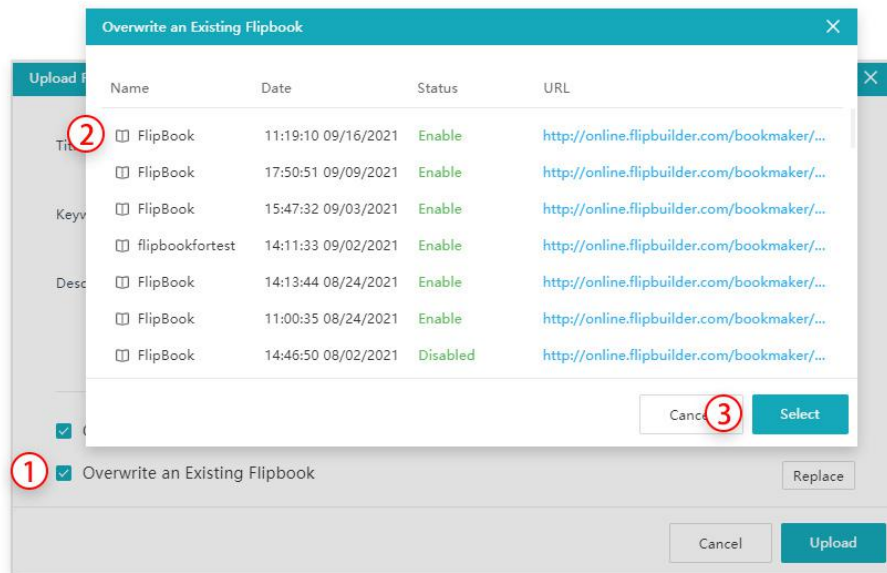 Overwrite an Existing Flipbook
Upload
Name Date Status URL
2 FlipBook 11:19:10 09/16/2021 Enable http://online.flipbuilder.com/bookmaker/...
FlipBook 17:50:51 09/09/2021 Enable http://online.flipbuilder.com/bookmaker/...
FlipBook 15:47:32 09/03/2021 Enable http://online.flipbuilder.com/bookmaker/...
flipbookfortest 14:11:33 09/02/2021 Enable http://online.flipbuilder.com/bookmaker/...
FlipBook 14:13:44 08/24/2021 Enable http://online.flipbuilder.com/bookmaker/...
FlipBook 11:00:35 08/24/2021 Enable http://online.flipbuilder.com/bookmaker/...
FlipBook 14:46:50 08/02/2021 Disabled http://online.flipbuilder.com/bookmaker/...
3 Select
1 Overwrite an Existing Flipbook Replace
Cancel Upload